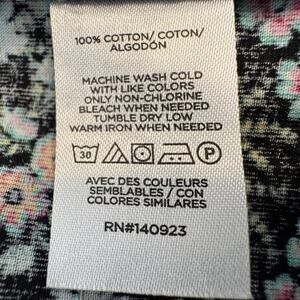 100% COTTON/ COTON/
ALGODÓN
MACHINE WASH COLD
WITH LIKE COLORS
ONLY NON-CHLORINE
BLEACH WHEN NEEDED
TUMBLE DRY LOW
WARM IRON WHEN NEEDED
30 P
AVEC DES COULEURS
SEMBLABLES / CON
COLORES SIMILARES
RN#140923